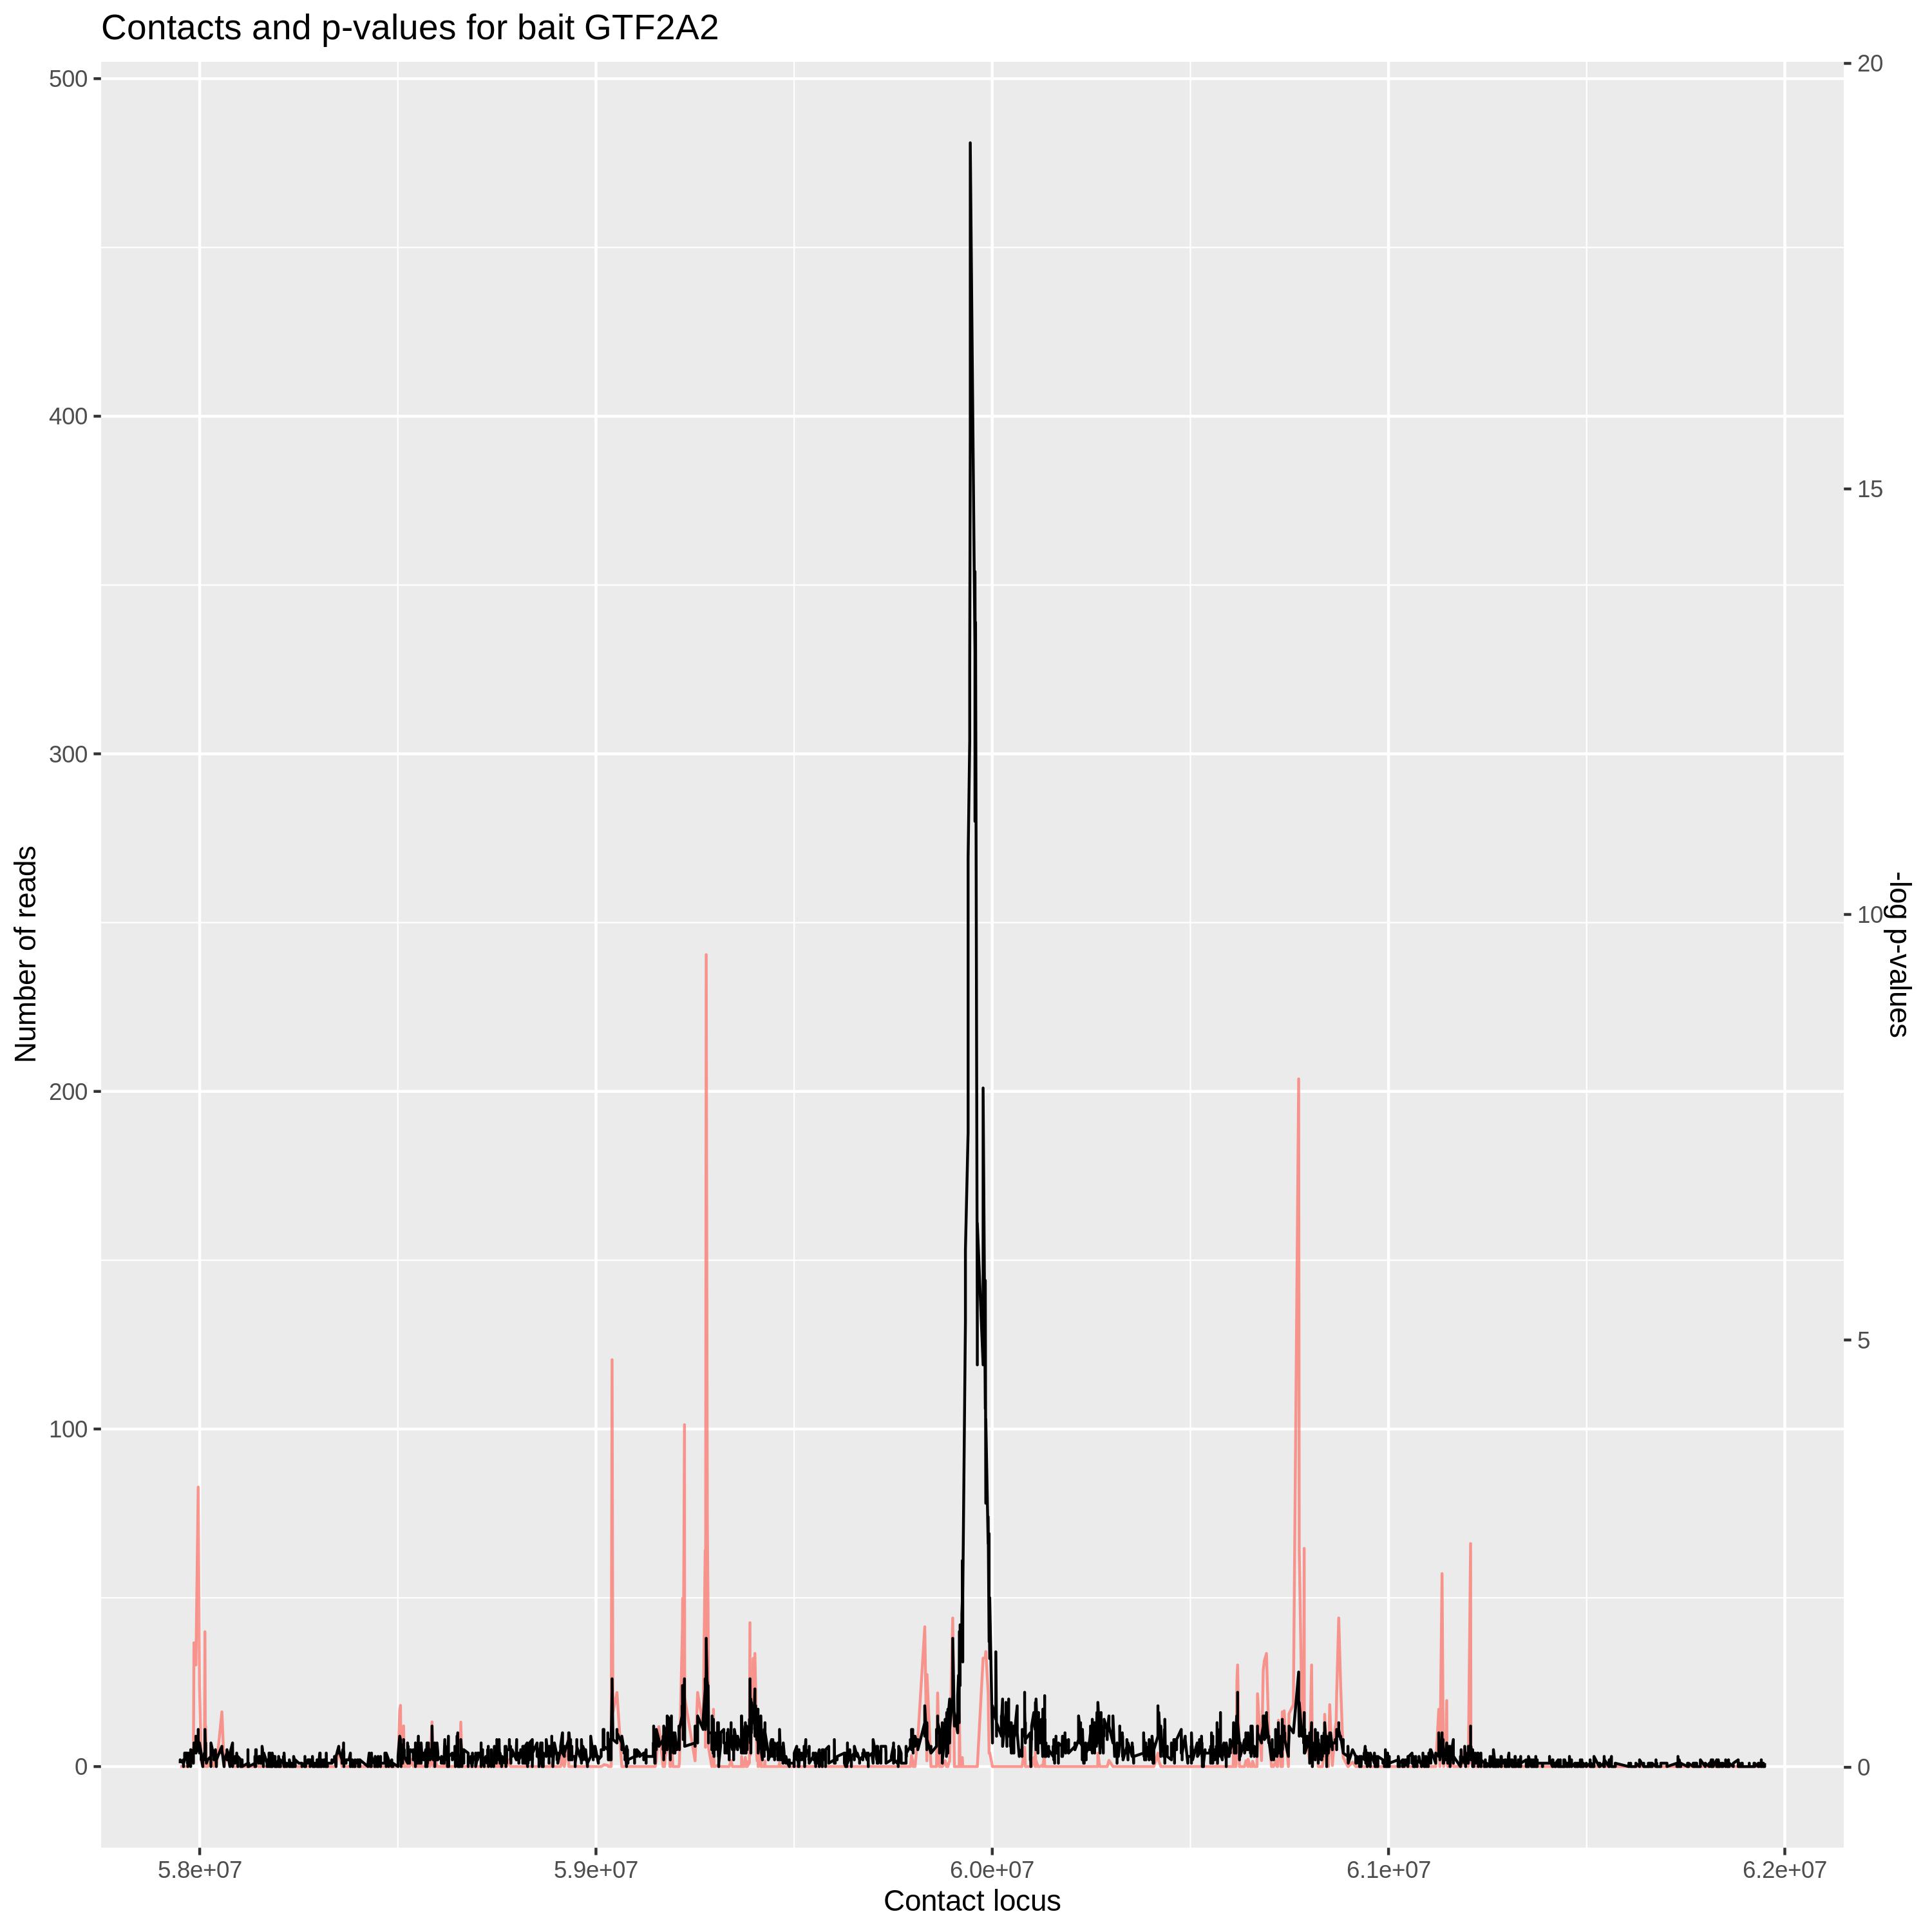 Contacts and p-values for bait GTF2A2
500
400
300
200
100
0
Number of reads
20
15
10
5
0
-log p-values
5.8e+07
5.9e+07
6.0e+07
6.1e+07
6.2e+07
Contact locus